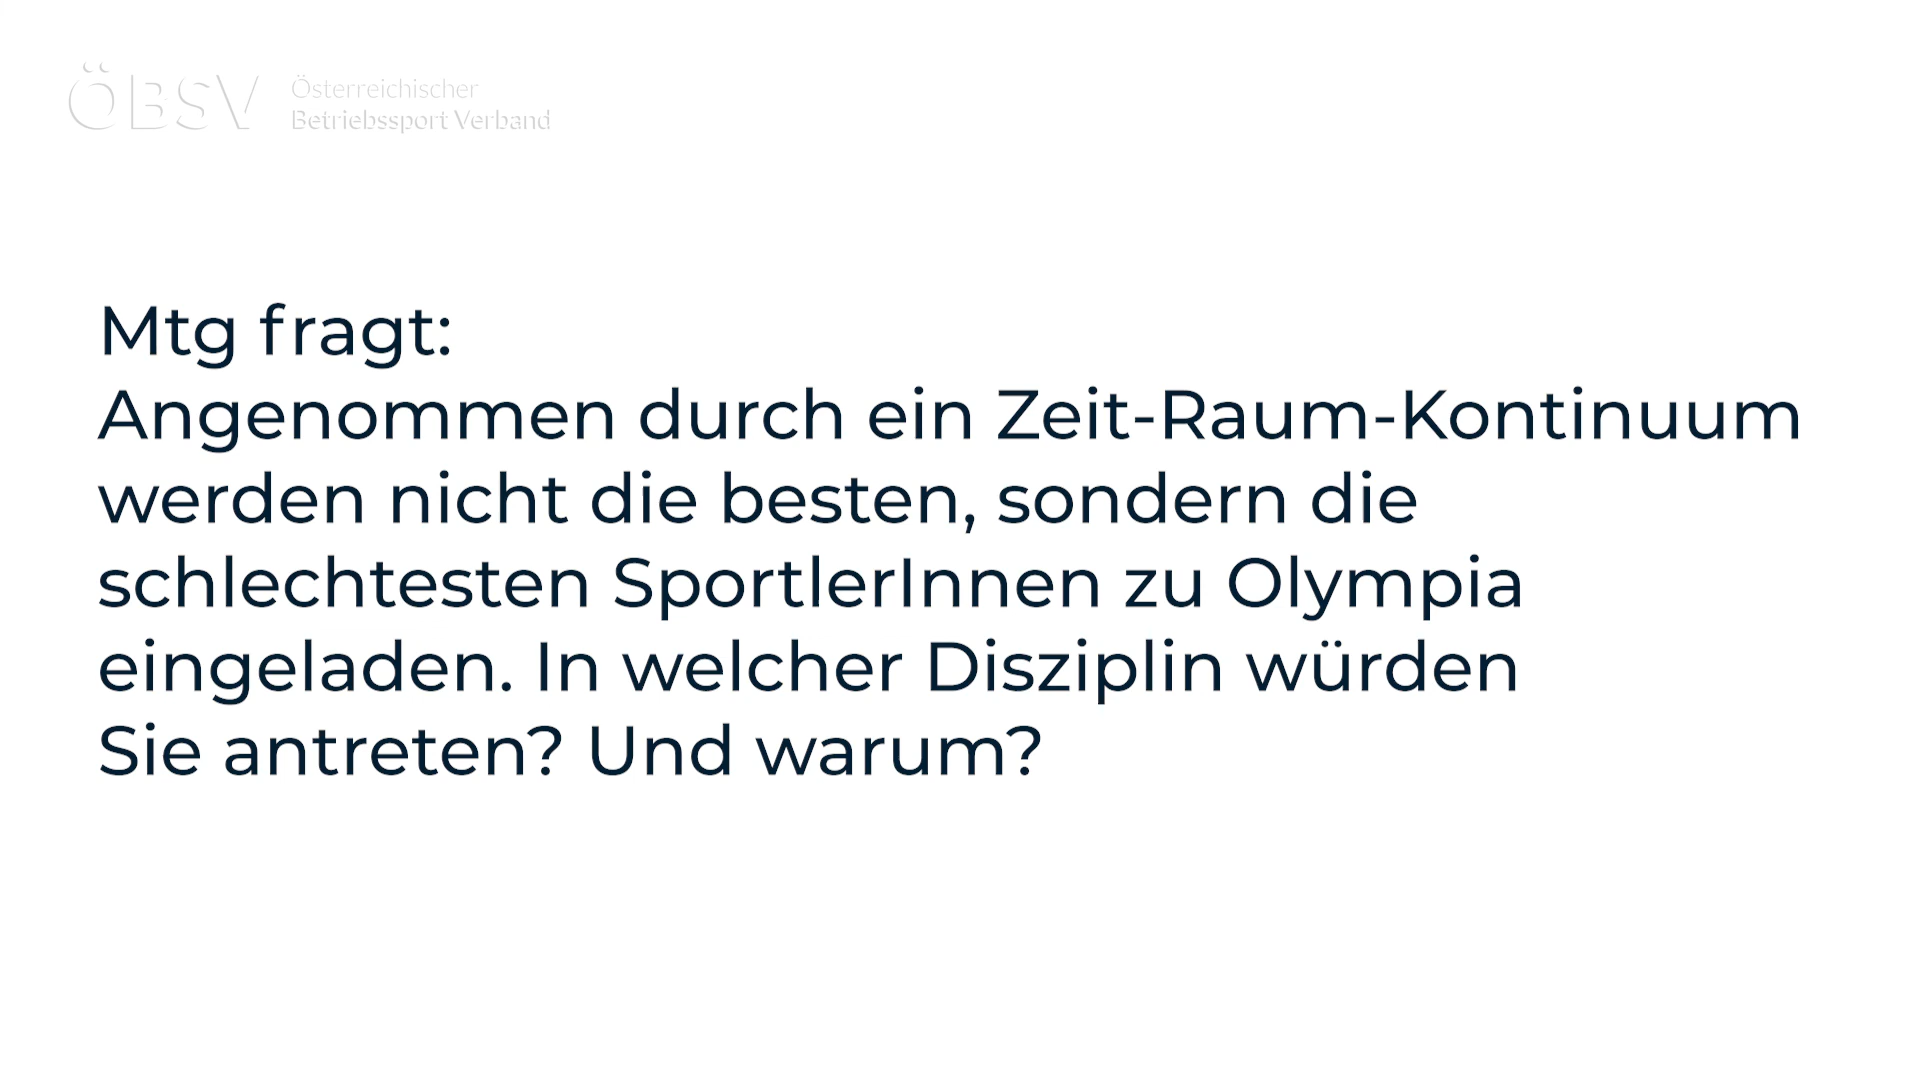 ÖBSV
Österreichischer
Betriebssport Verband
Mtg fragt:
Angenommen durch ein Zeit-Raum-Kontinuum
werden nicht die besten, sondern die
schlechtesten SportlerInnen zu Olympia
eingeladen. In welcher Disziplin würden
Sie antreten? Und warum?